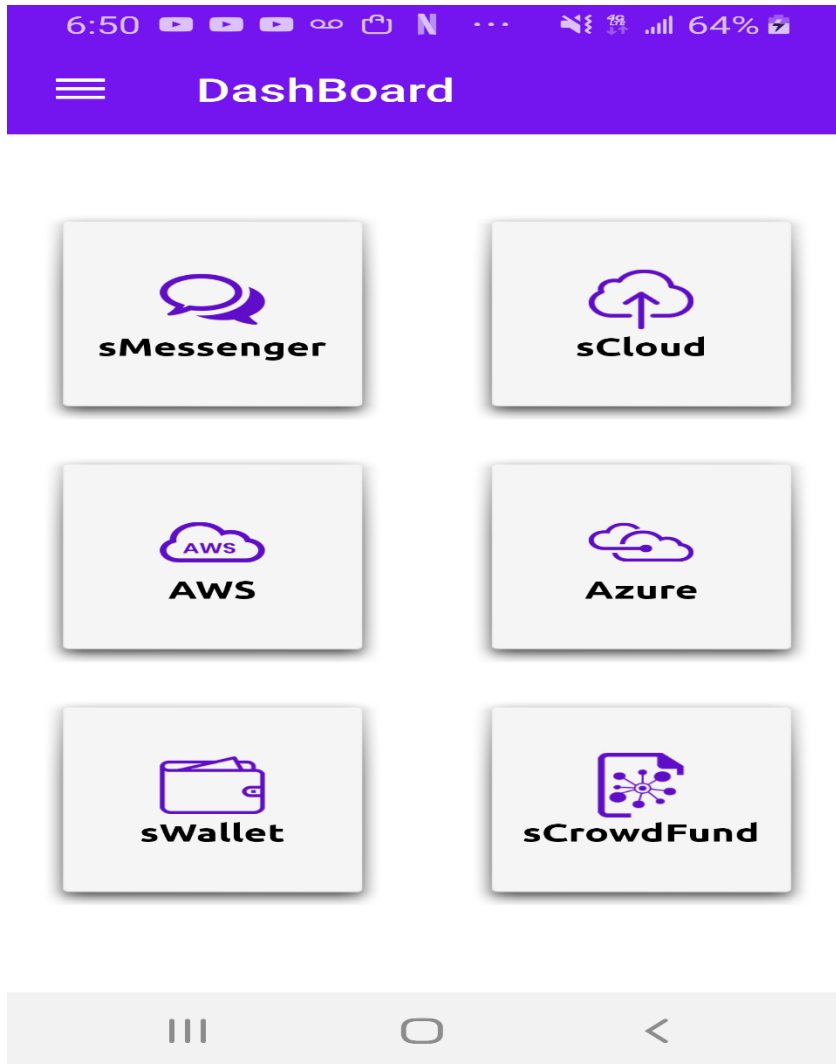 6:50 N ... 64%
DashBoard
sMessenger
sCloud
AWS
AWS
Azure
sWallet
sCrowdFund